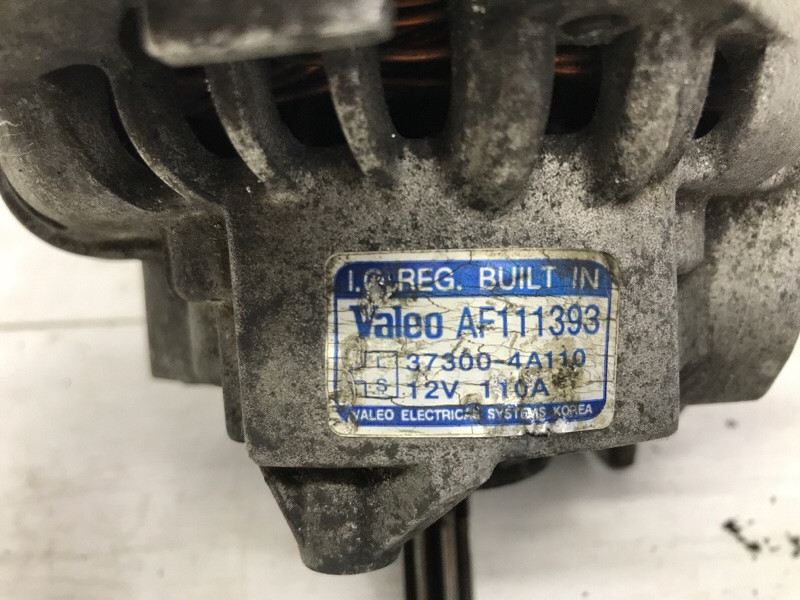 I.C. REG. BUILT IN
Valeo AF111393
L 37300-4A110
S 12V 110A
VALEO ELECTRICAL SYSTEMS KOREA